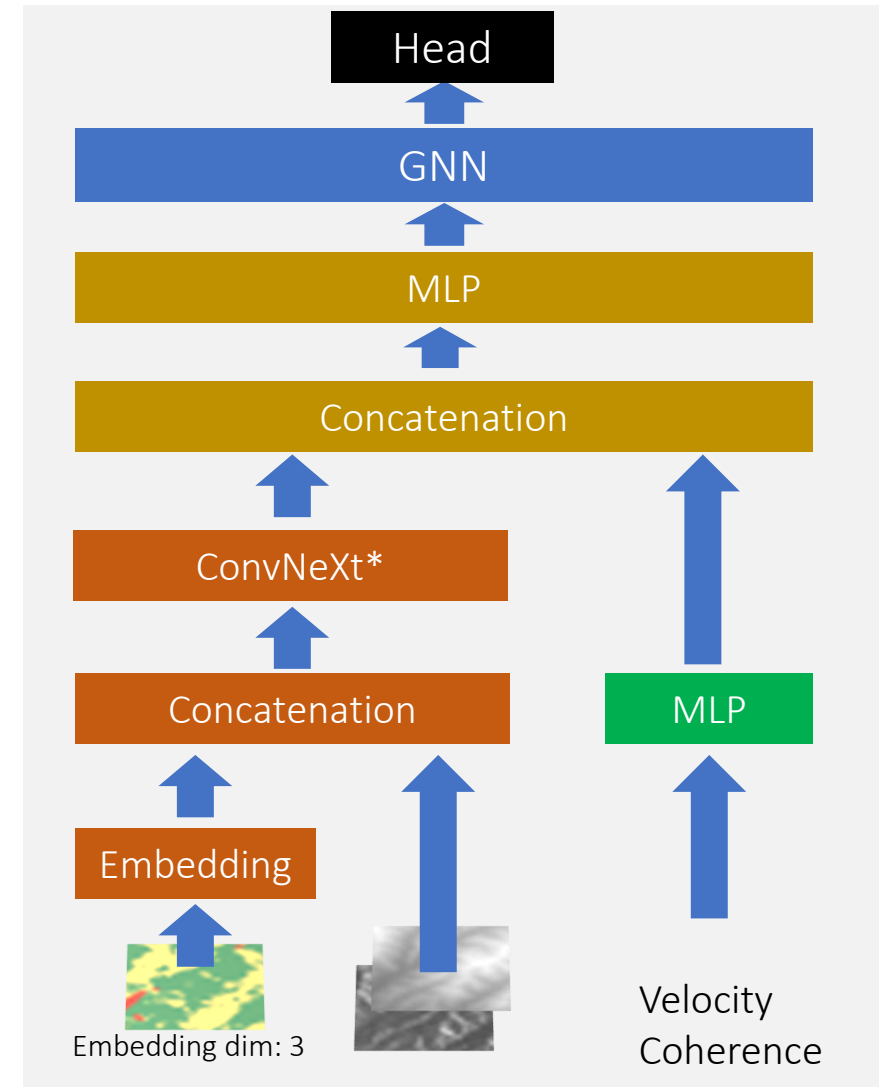 Head
GNN
MLP
Concatenation
ConvNeXt*
Concatenation
MLP
Embedding
Embedding dim: 3
Velocity
Coherence